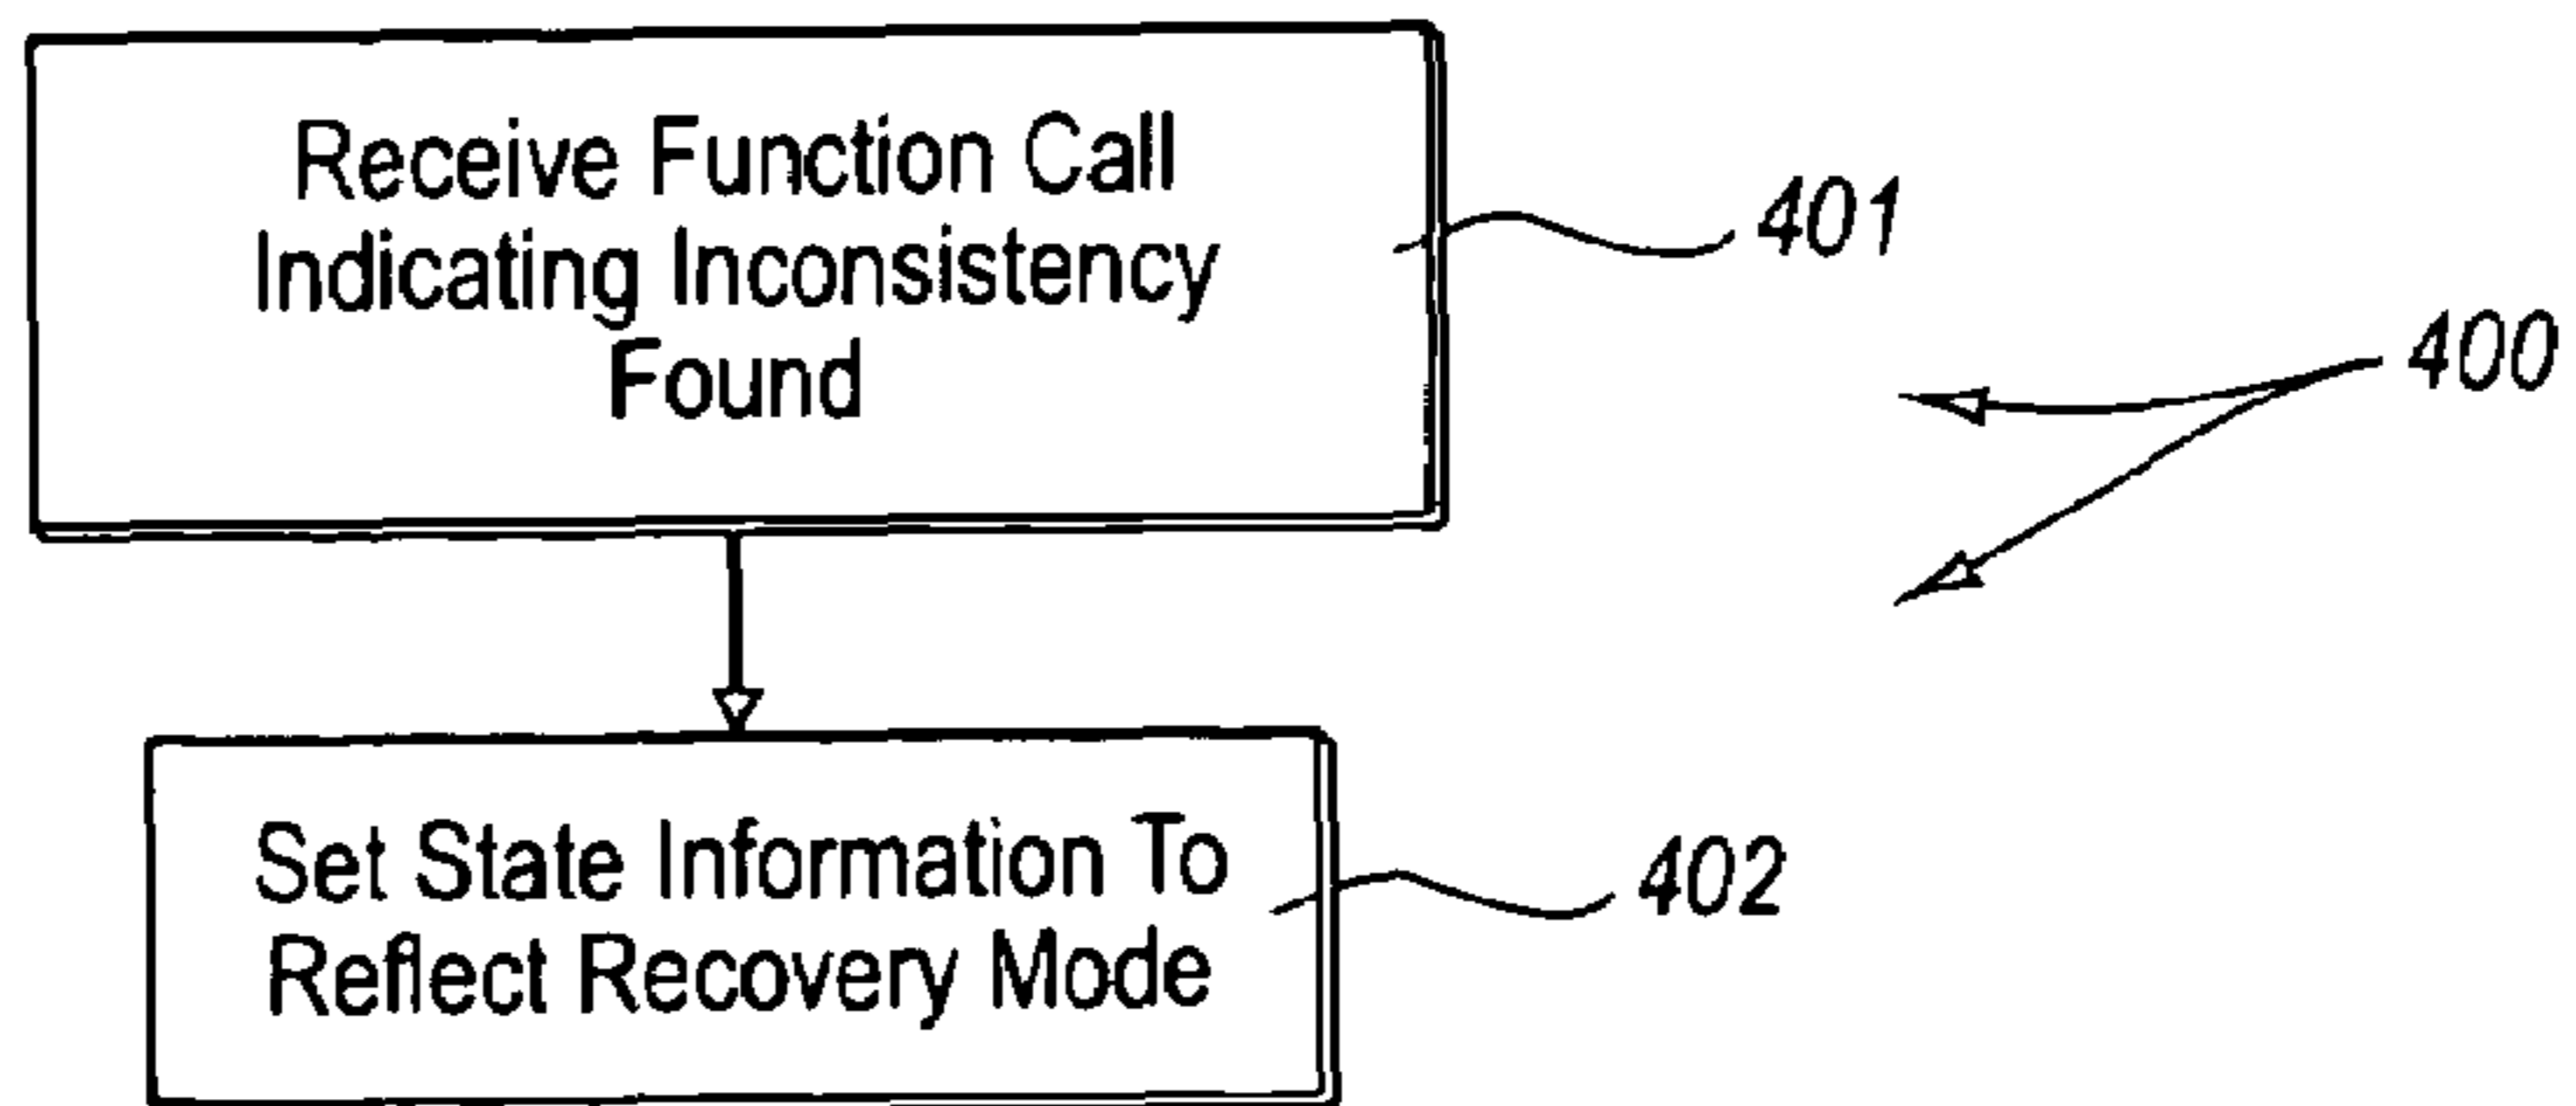 Receive Function Call
Indicating Inconsistency
Found
401
400
Set State Information To
Reflect Recovery Mode
402